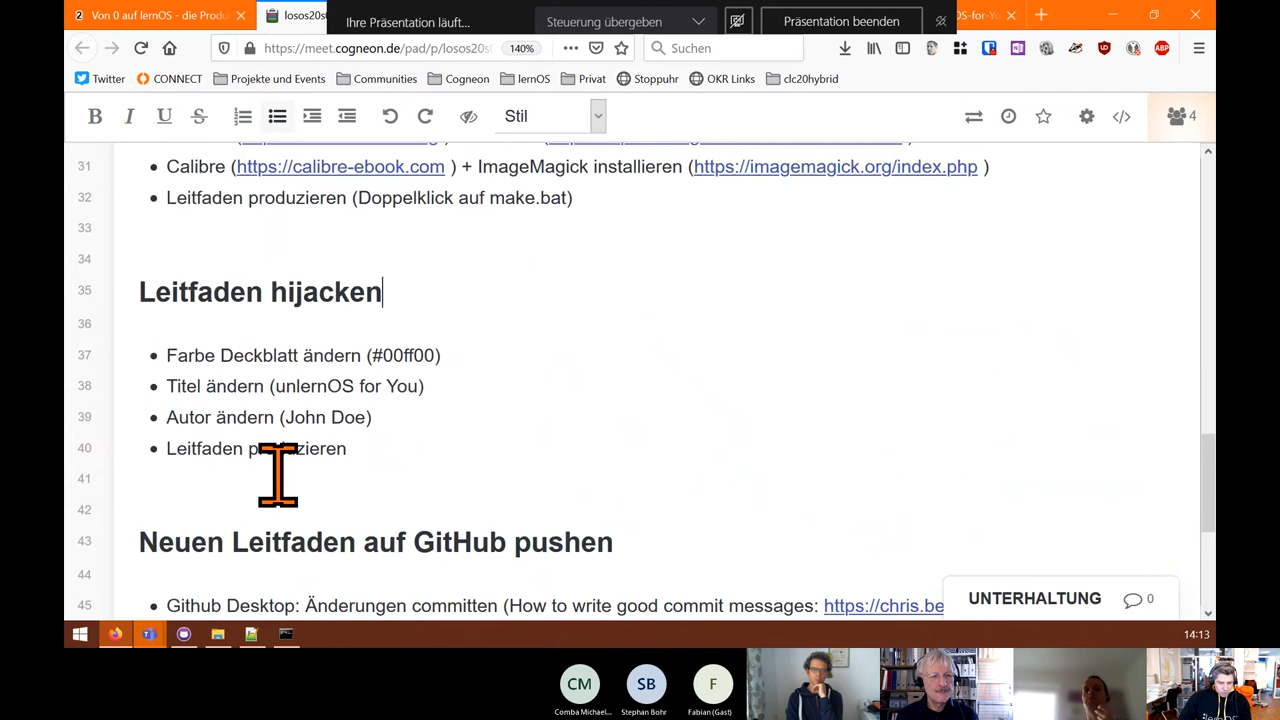 Von 0 auf lernOS - die Produ
losos20st
Ihre Präsentation läuft...
Steuerung übergeben
Präsentation beenden
OS-for-Yo
https://meet.cogneon.de/pad/p/losos20st
140%
Suchen
Twitter
CONNECT
Projekte und Events
Communities
Cogneon
lernOS
Privat
Stoppuhr
OKR Links
clc20hybrid
Stil
4
31 Calibre (https://calibre-ebook.com ) + ImageMagick installieren (https://imagemagick.org/index.php )
32 Leitfaden produzieren (Doppelklick auf make.bat)
33
34
35 Leitfaden hijacken
36
37 Farbe Deckblatt ändern (#00ff00)
38 Titel ändern (unlernOS for You)
39 Autor ändern (John Doe)
40 Leitfaden produzieren
41
42
43 Neuen Leitfaden auf GitHub pushen
44
45 Github Desktop: Änderungen committen (How to write good commit messages: https://chris.be
UNTERHALTUNG 0
14:13
CM
SB
F
Comba Michael...
Stephan Bohr
Fabian (Gast)